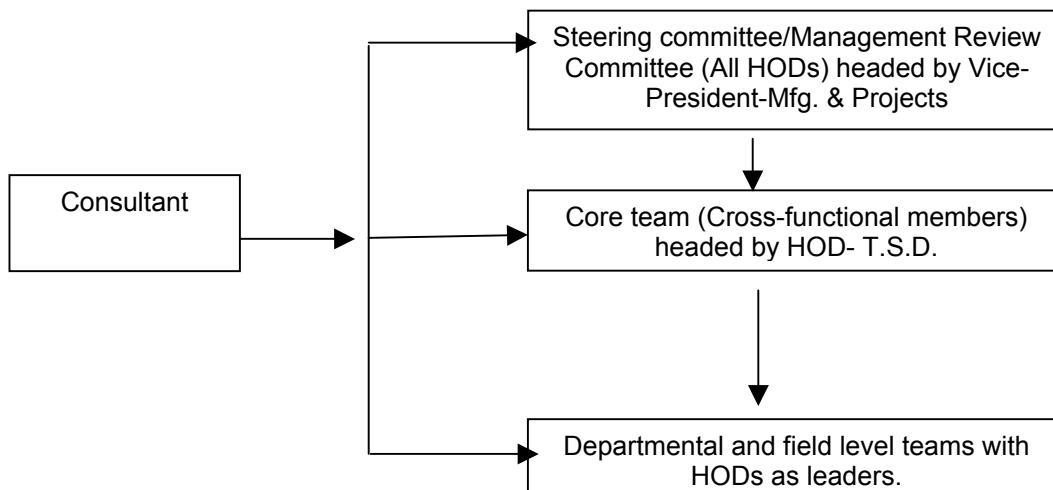 Steering committee/Management Review
Committee (All HODs) headed by Vice-
President-Mfg. & Projects
Consultant
Core team (Cross-functional members)
headed by HOD- T.S.D.
Departmental and field level teams with
HODs as leaders.